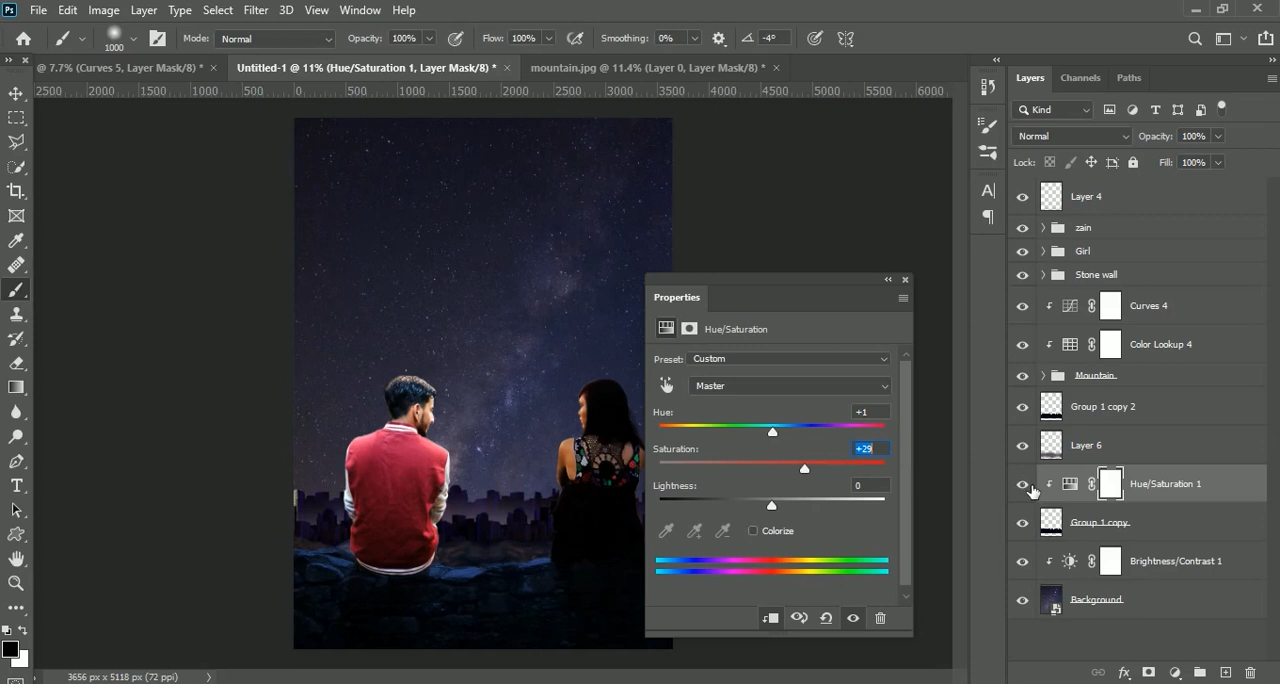 Ps File Edit Image Layer Type Select Filter 3D View Window Help
1000 Mode: Normal Opacity: 100% Flow: 100% Smoothing: 0% -4°
@ 7.7% (Curves 5, Layer Mask/8) * × Untitled-1 @ 11% (Hue/Saturation 1, Layer Mask/8) * × mountain.jpg @ 11.4% (Layer 0, Layer Mask/8) * ×
2500 2000 1500 1000 500 0 500 1000 1500 2000 2500 3000 3500 4000 4500 5000 5500 6000
Layers Channels Paths
Kind
Normal Opacity: 100%
Lock: Fill: 100%
Layer 4
zain
Girl
Stone wall
Curves 4
Color Lookup 4
Mountain
Group 1 copy 2
Layer 6
Hue/Saturation 1
Group 1 copy
Brightness/Contrast 1
Background
Properties
Hue/Saturation
Preset: Custom
Master
Hue: +1
Saturation: +29
Lightness: 0
Colorize
3656 px x 5118 px (72 ppi)